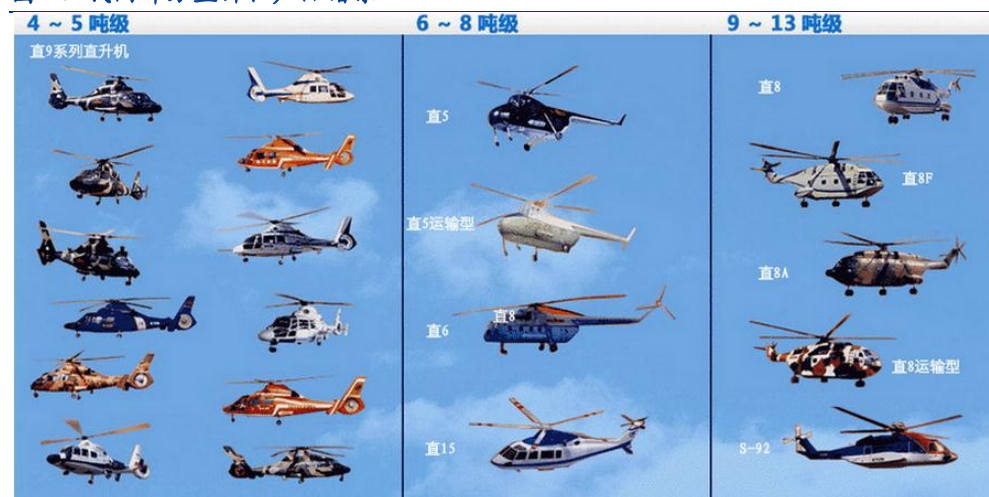 4 ~ 5 吨级
6 ~ 8 吨级
9 ~ 13 吨级
直9系列直升机
直5
直5运输型
直6
直8
直15
直8
直8F
直8A
直8运输型
S-92